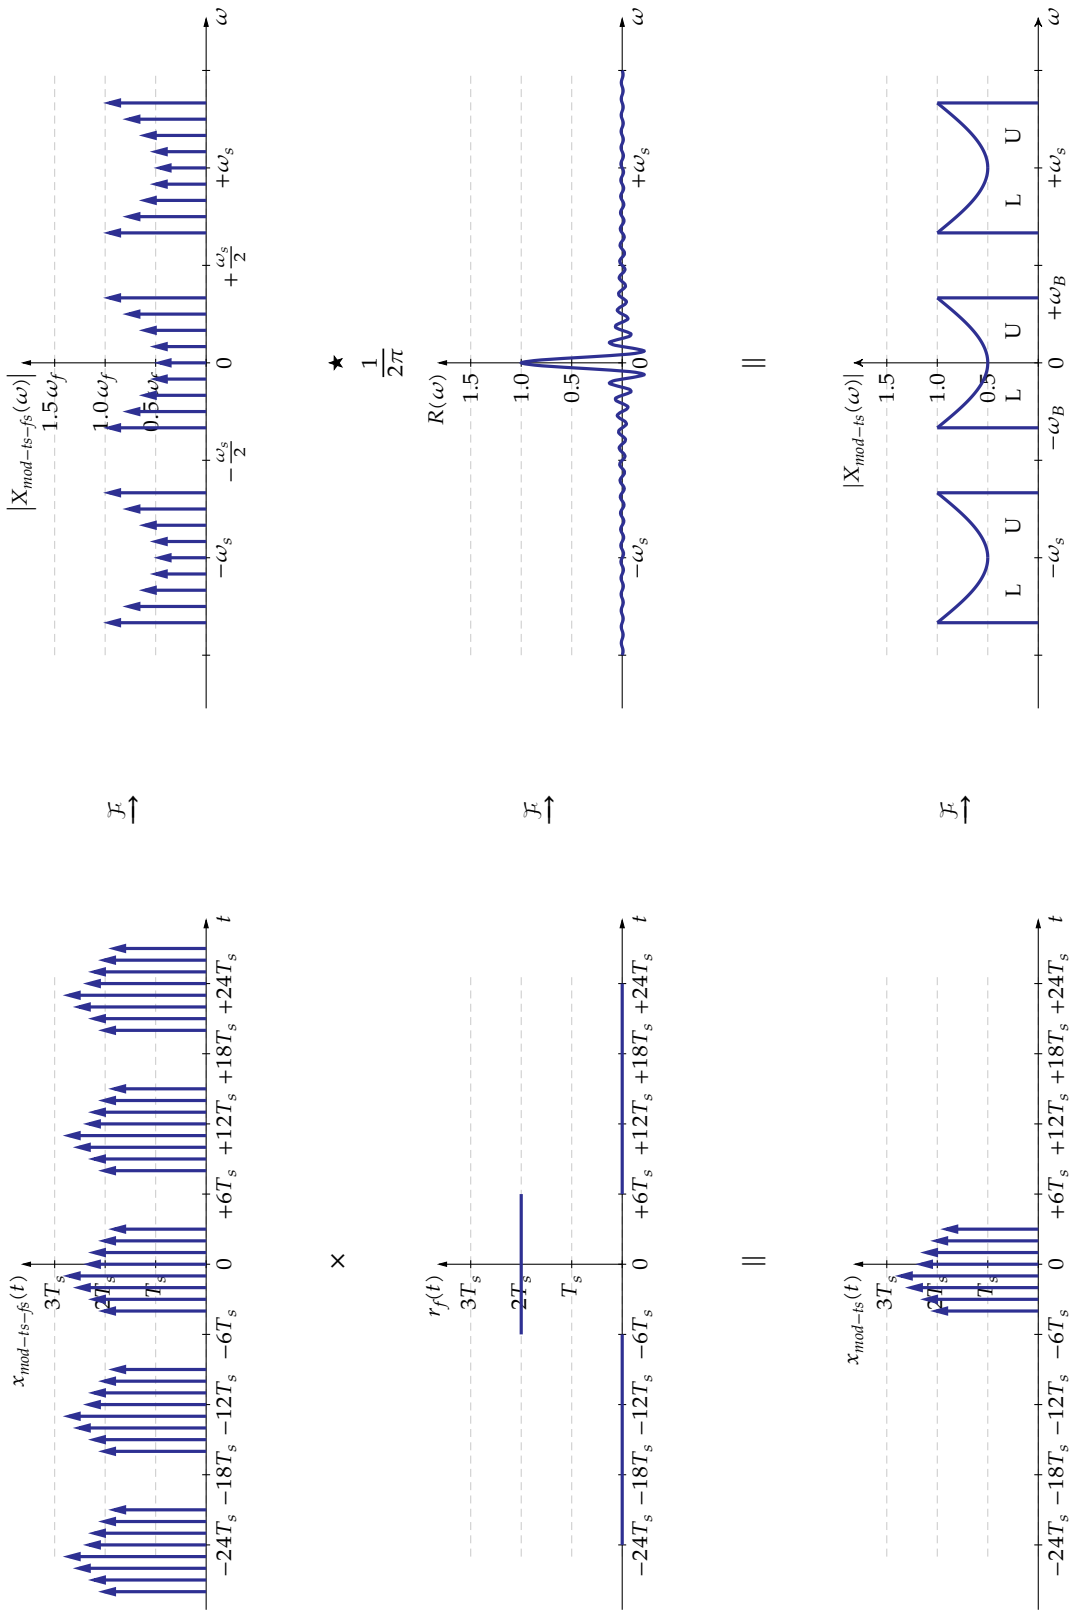 x_{mod−ts−fs}(t)
3T_s
2T_s
T_s
−24T_s −18T_s −12T_s −6T_s 0 +6T_s +12T_s +18T_s +24T_s t
ℱ →
|X_{mod−ts−fs}(ω)|
1.5ω_f
1.0ω_f
0.5ω_f
−ω_s −ω_s/2 0 +ω_s/2 +ω_s ω
×
★ 1/2π
r_f(t)
3T_s
2T_s
T_s
−24T_s −18T_s −12T_s −6T_s 0 +6T_s +12T_s +18T_s +24T_s t
ℱ →
R(ω)
1.5
1.0
0.5
−ω_s 0 +ω_s ω
=
=
x_{mod−ts}(t)
3T_s
2T_s
T_s
−24T_s −18T_s −12T_s −6T_s 0 +6T_s +12T_s +18T_s +24T_s t
ℱ →
|X_{mod−ts}(ω)|
1.5
1.0
0.5
L U L U L U
−ω_s −ω_B 0 +ω_B +ω_s ω